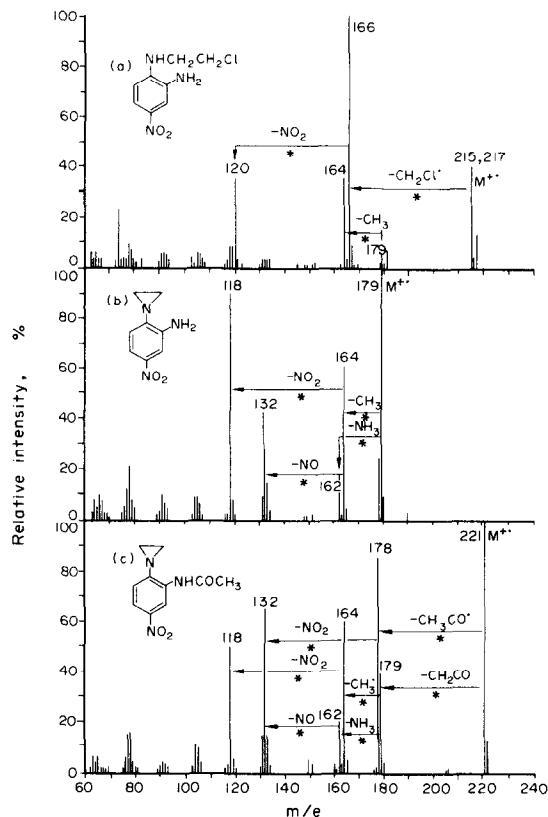 100
80
60
40
20
0
(a)
NHCH₂CH₂Cl
NH₂
NO₂
166
—NO₂
*
120
164
—CH₂Cl•
*
215,217
M⁺•
—CH₃
*
179
80
60
40
20
0
(b)
N
NH₂
NO₂
118
179
M⁺•
164
—NO₂
*
132
—CH₃
*
—NH₃
*
—NO
*
162
100
80
60
40
20
0
(c)
N
NHCOCH₃
NO₂
221
M⁺•
178
132
164
—CH₃CO•
*
—NO₂
*
118
—NO₂
*
179
—CH₂CO
*
—CH₃•
*
—NO
*
162
—NH₃
*
60
80
100
120
140
160
180
200
220
240
m/e
Relative intensity, %